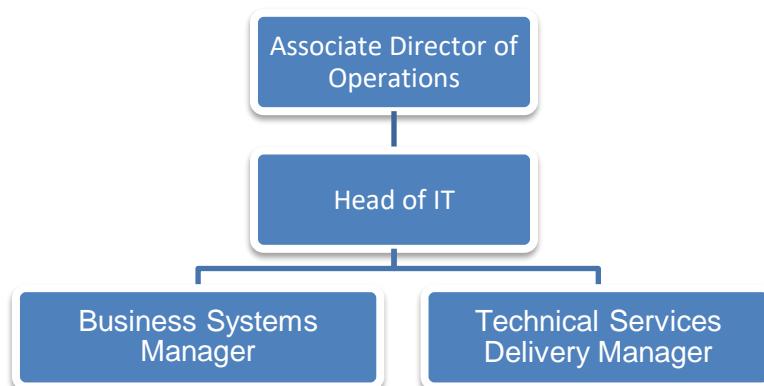 Associate Director of
Operations
Head of IT
Business Systems
Manager
Technical Services
Delivery Manager